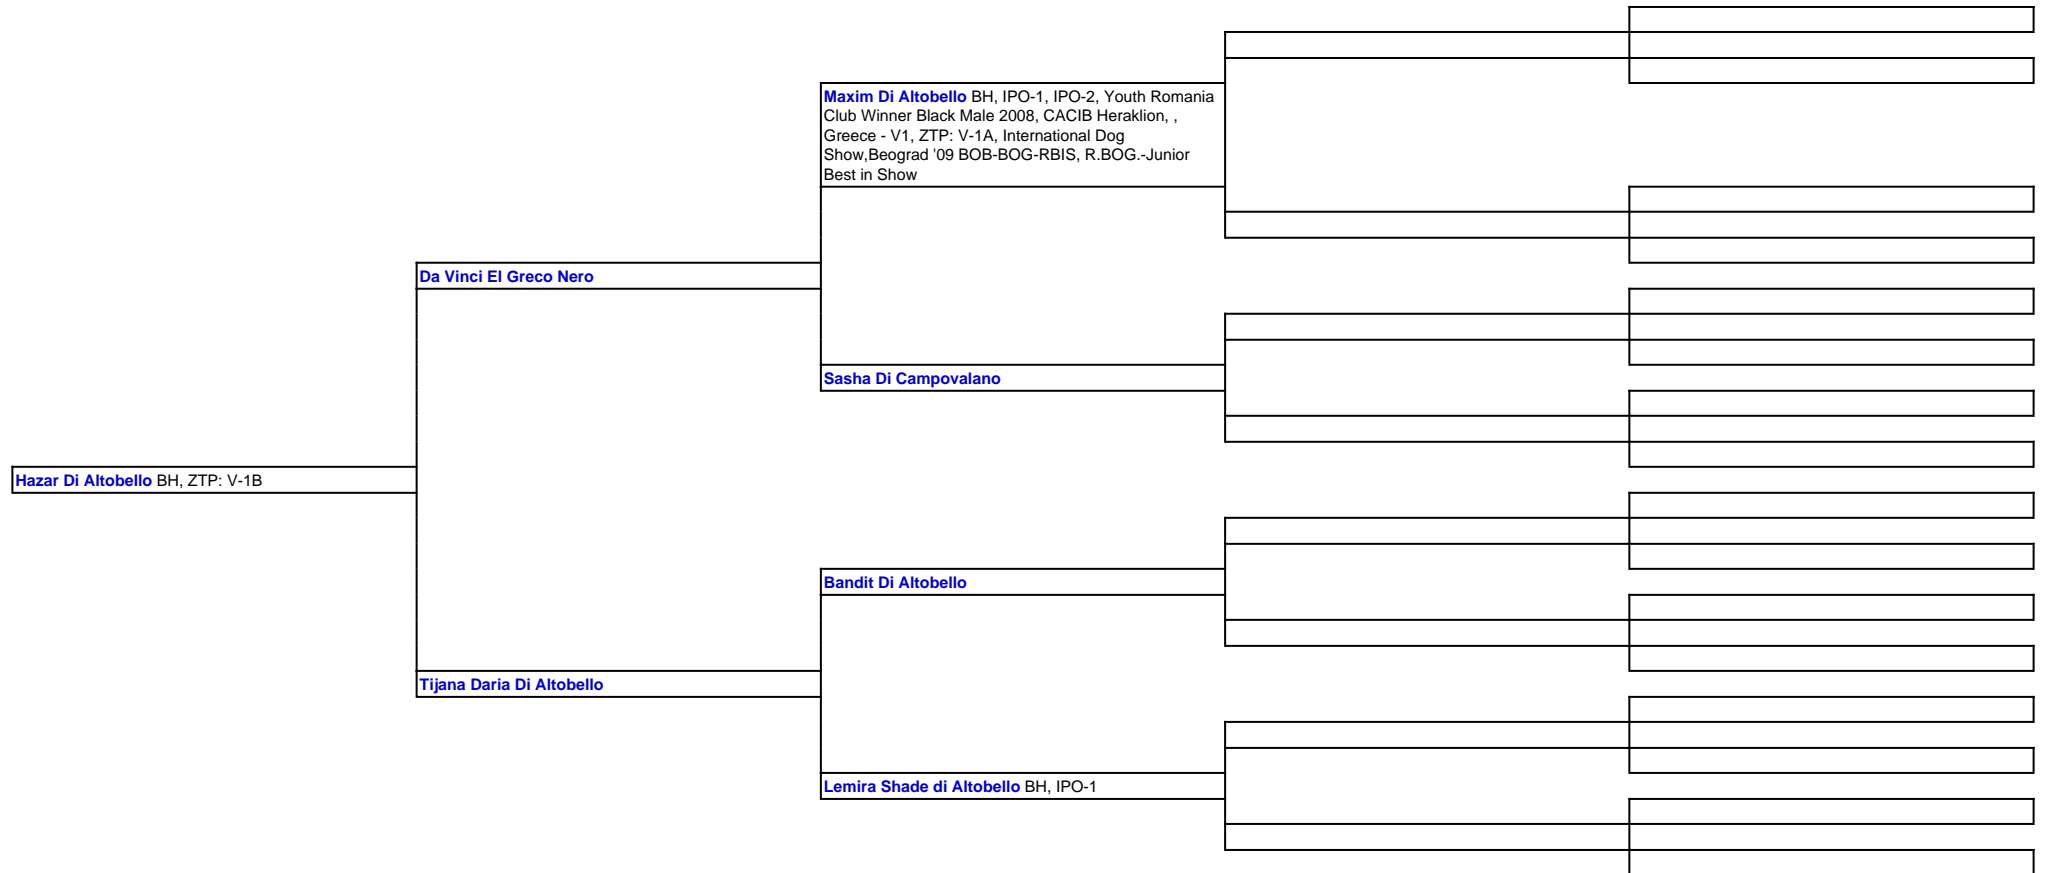 Maxim Di Altobello BH, IPO-1, IPO-2, Youth Romania
Club Winner Black Male 2008, CACIB Heraklion, ,
Greece - V1, ZTP: V-1A, International Dog
Show,Beograd '09 BOB-BOG-RBIS, R.BOG.-Junior
Best in Show
Da Vinci El Greco Nero
Sasha Di Campovalano
Hazar Di Altobello BH, ZTP: V-1B
Bandit Di Altobello
Tijana Daria Di Altobello
Lemira Shade di Altobello BH, IPO-1